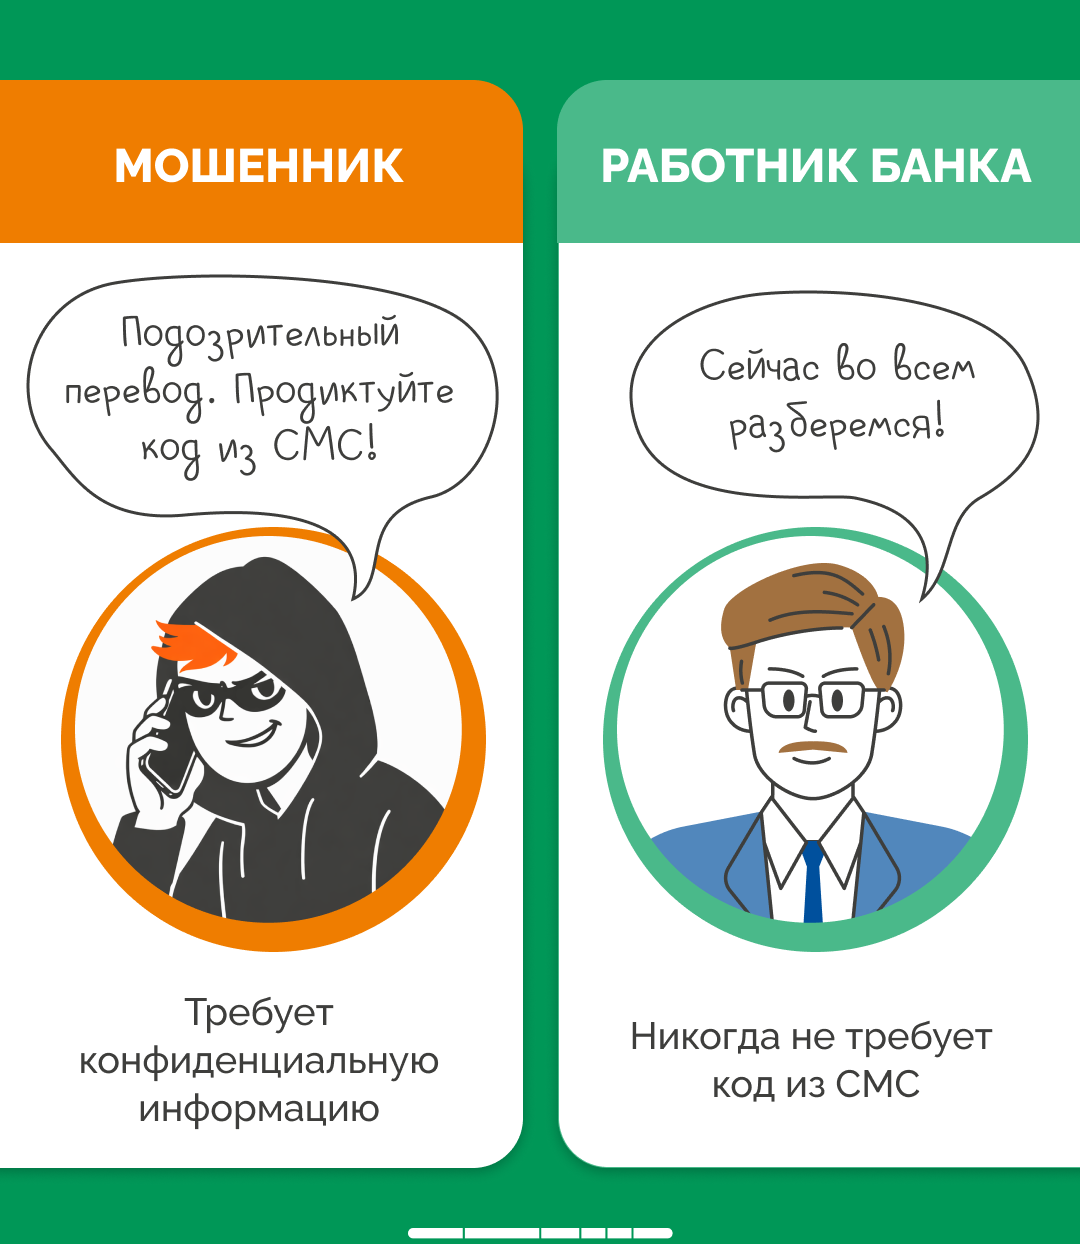 МОШЕННИК
Подозрительный
перевод. Продиктуйте
код из СМС!
Требует
конфиденциальную
информацию
РАБОТНИК БАНКА
Сейчас во всем
разберемся!
Никогда не требует
код из СМС